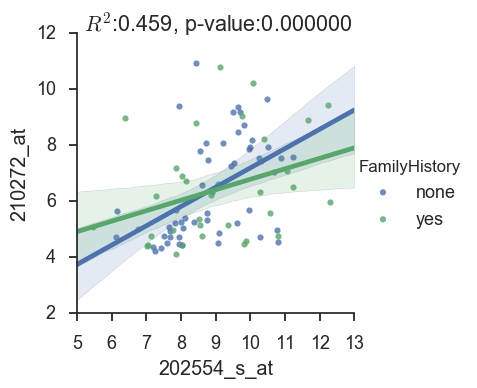 R²:0.459, p-value:0.000000
12
10
8
6
4
2
210272_at
5 6 7 8 9 10 11 12 13
202554_s_at
FamilyHistory
none
yes